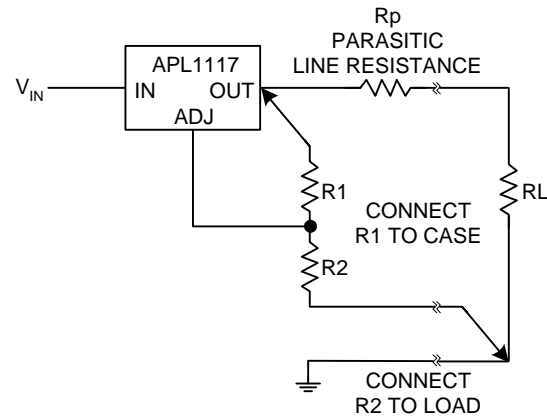 Rp
PARASITIC
LINE RESISTANCE
APL1117
V_IN
IN OUT
ADJ
R1
RL
CONNECT
R1 TO CASE
R2
CONNECT
R2 TO LOAD